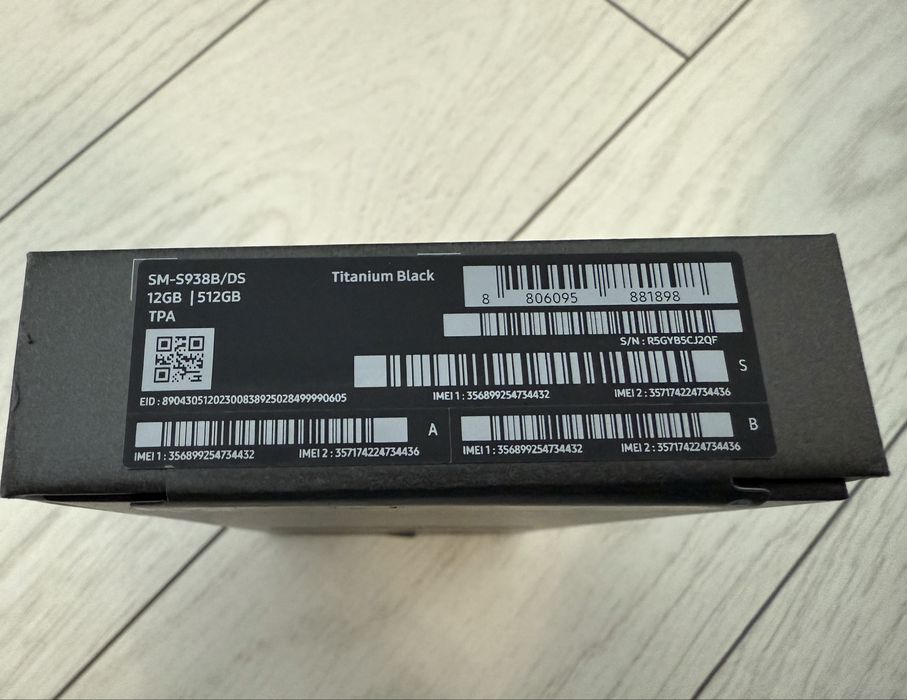 SM-S938B/DS
Titanium Black
12GB | 512GB
TPA
8 806095 881898
S/N : R5GYB5CJ2QF
S
EID : 89043051202300838925028499990605
IMEI 1 : 356899254734432
IMEI 2 : 357174224734436
A
IMEI 1 : 356899254734432
IMEI 2 : 357174224734436
B
IMEI 1 : 356899254734432
IMEI 2 : 357174224734436